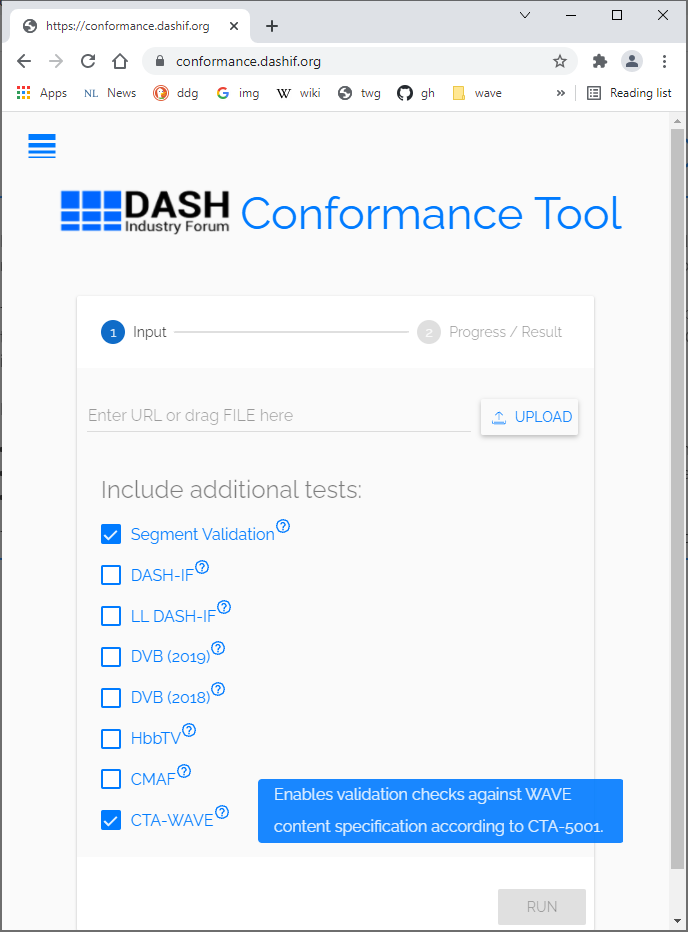 https://conformance.dashif.org
conformance.dashif.org
Apps NL News ddg G img W wiki twg gh wave » Reading list
DASH Industry Forum Conformance Tool
1 Input 2 Progress / Result
Enter URL or drag FILE here UPLOAD
Include additional tests:
Segment Validation ?
DASH-IF ?
LL DASH-IF ?
DVB (2019) ?
DVB (2018) ?
HbbTV ?
CMAF ?
CTA-WAVE ?
Enables validation checks against WAVE
content specification according to CTA-5001.
RUN